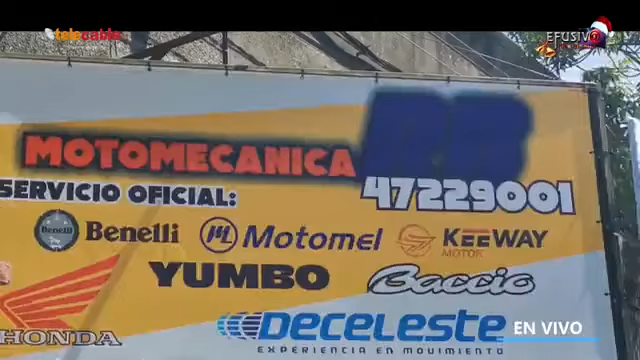 telecable
EFUSIVO
MOTOMECANICA
47229001
SERVICIO OFICIAL:
Benelli
Benelli
Motomel
KEEWAY
MOTOR
YUMBO
Baccio
HONDA
DECELESTE
EXPERIENCIA EN MOVIMIENTO
EN VIVO